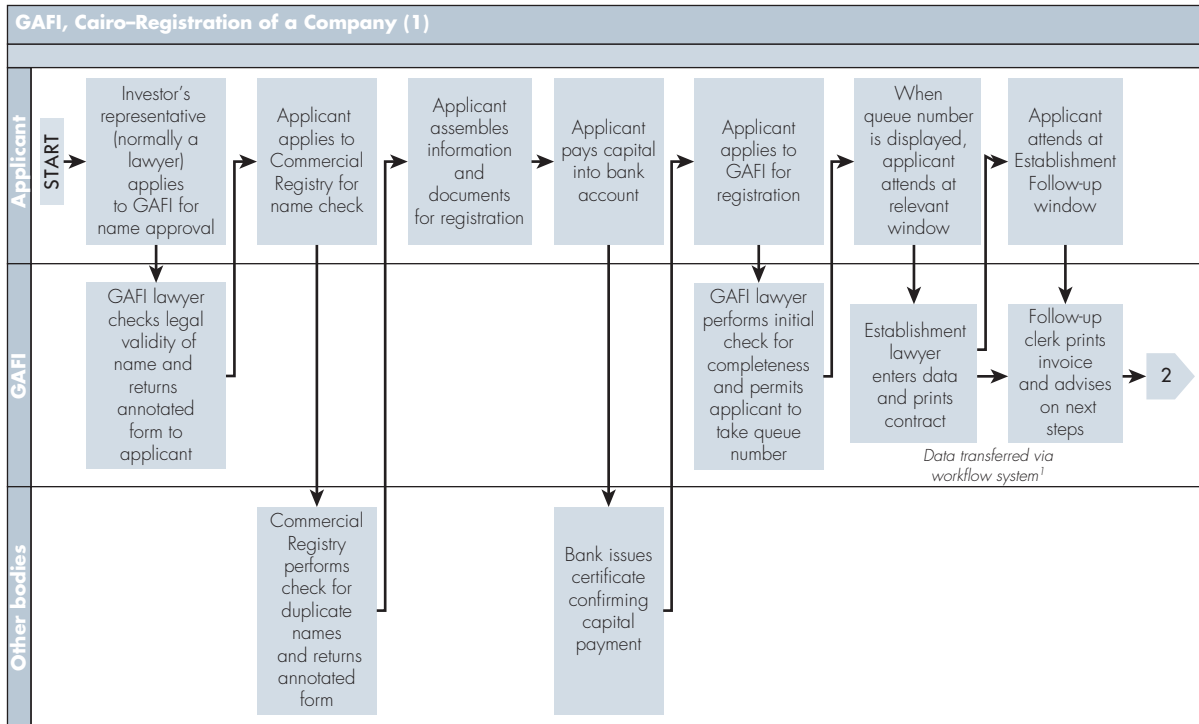 GAFI, Cairo–Registration of a Company (1)
Applicant
START
Investor's
representative
(normally a
lawyer)
applies
to GAFI for
name approval
Applicant
applies to
Commercial
Registry for
name check
Applicant
assembles
information
and
documents
for registration
Applicant
pays capital
into bank
account
Applicant
applies to
GAFI for
registration
When
queue number
is displayed,
applicant
attends at
relevant
window
Applicant
attends at
Establishment
Follow-up
window
GAFI
GAFI lawyer
checks legal
validity of
name and
returns
annotated
form to
applicant
GAFI lawyer
performs initial
check for
completeness
and permits
applicant to
take queue
number
Establishment
lawyer
enters data
and prints
contract
Follow-up
clerk prints
invoice
and advises
on next
steps
2
Data transferred via
workflow system1
Other bodies
Commercial
Registry
performs
check for
duplicate
names
and returns
annotated
form
Bank issues
certificate
confirming
capital
payment